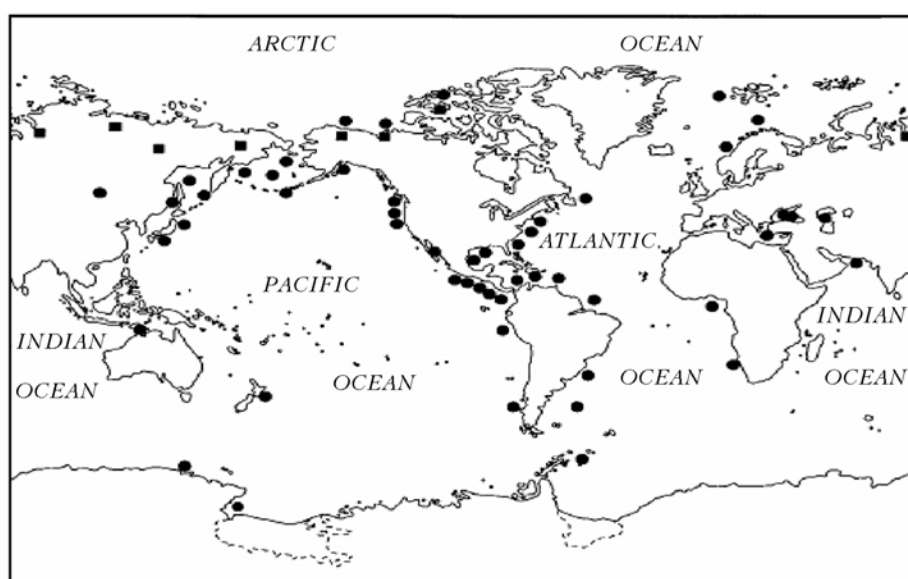 ARCTIC OCEAN
ATLANTIC
PACIFIC
INDIAN INDIAN
OCEAN OCEAN OCEAN OCEAN